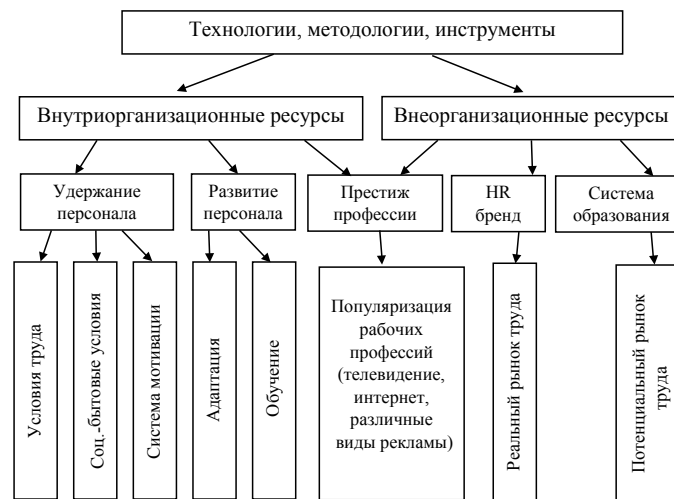 Технологии, методологии, инструменты
Внутриорганизационные ресурсы
Внеорганизационные ресурсы
Удержание
персонала
Развитие
персонала
Престиж
профессии
HR
бренд
Система
образования
Условия труда
Соц.-бытовые условия
Система мотивации
Адаптация
Обучение
Популяризация
рабочих
профессий
(телевидение,
интернет,
различные
виды рекламы)
Реальный рынок труда
Потенциальный рынок
труда